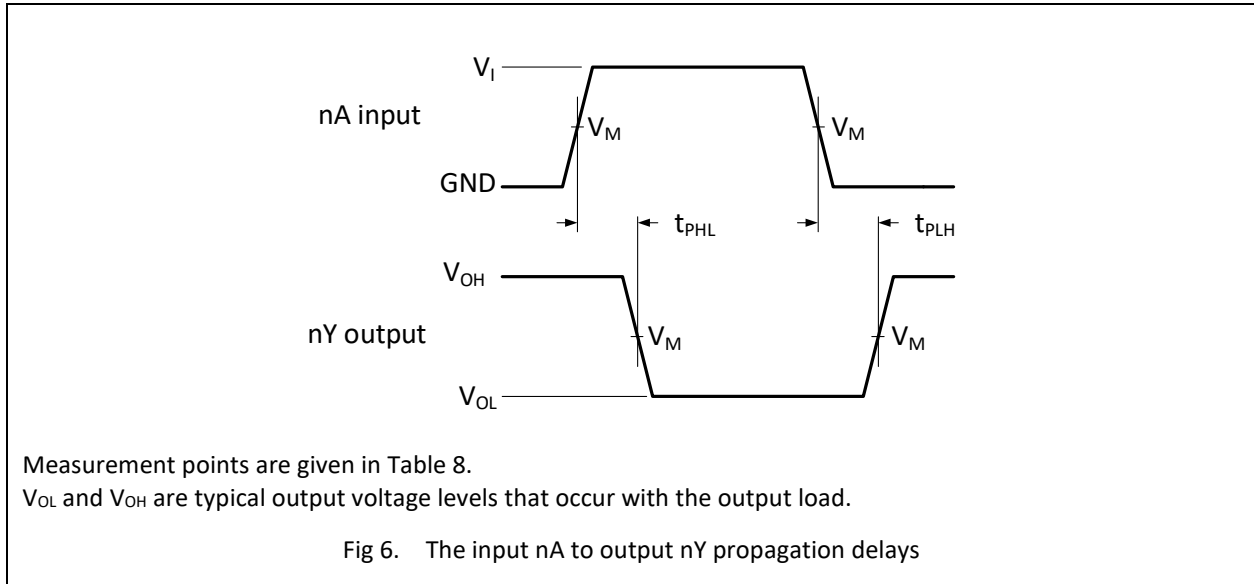 V_I
nA input
V_M V_M
GND
t_PHL t_PLH
V_OH
nY output
V_M V_M
V_OL
Measurement points are given in Table 8.
V_OL and V_OH are typical output voltage levels that occur with the output load.
Fig 6. The input nA to output nY propagation delays